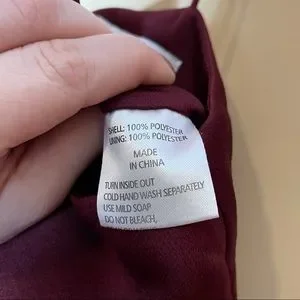 SHELL: 100% POLYESTER
LINING: 100% POLYESTER
MADE
IN CHINA
TURN INSIDE OUT
COLD HAND WASH SEPARATELY
USE MILD SOAP
DO NOT BLEACH,